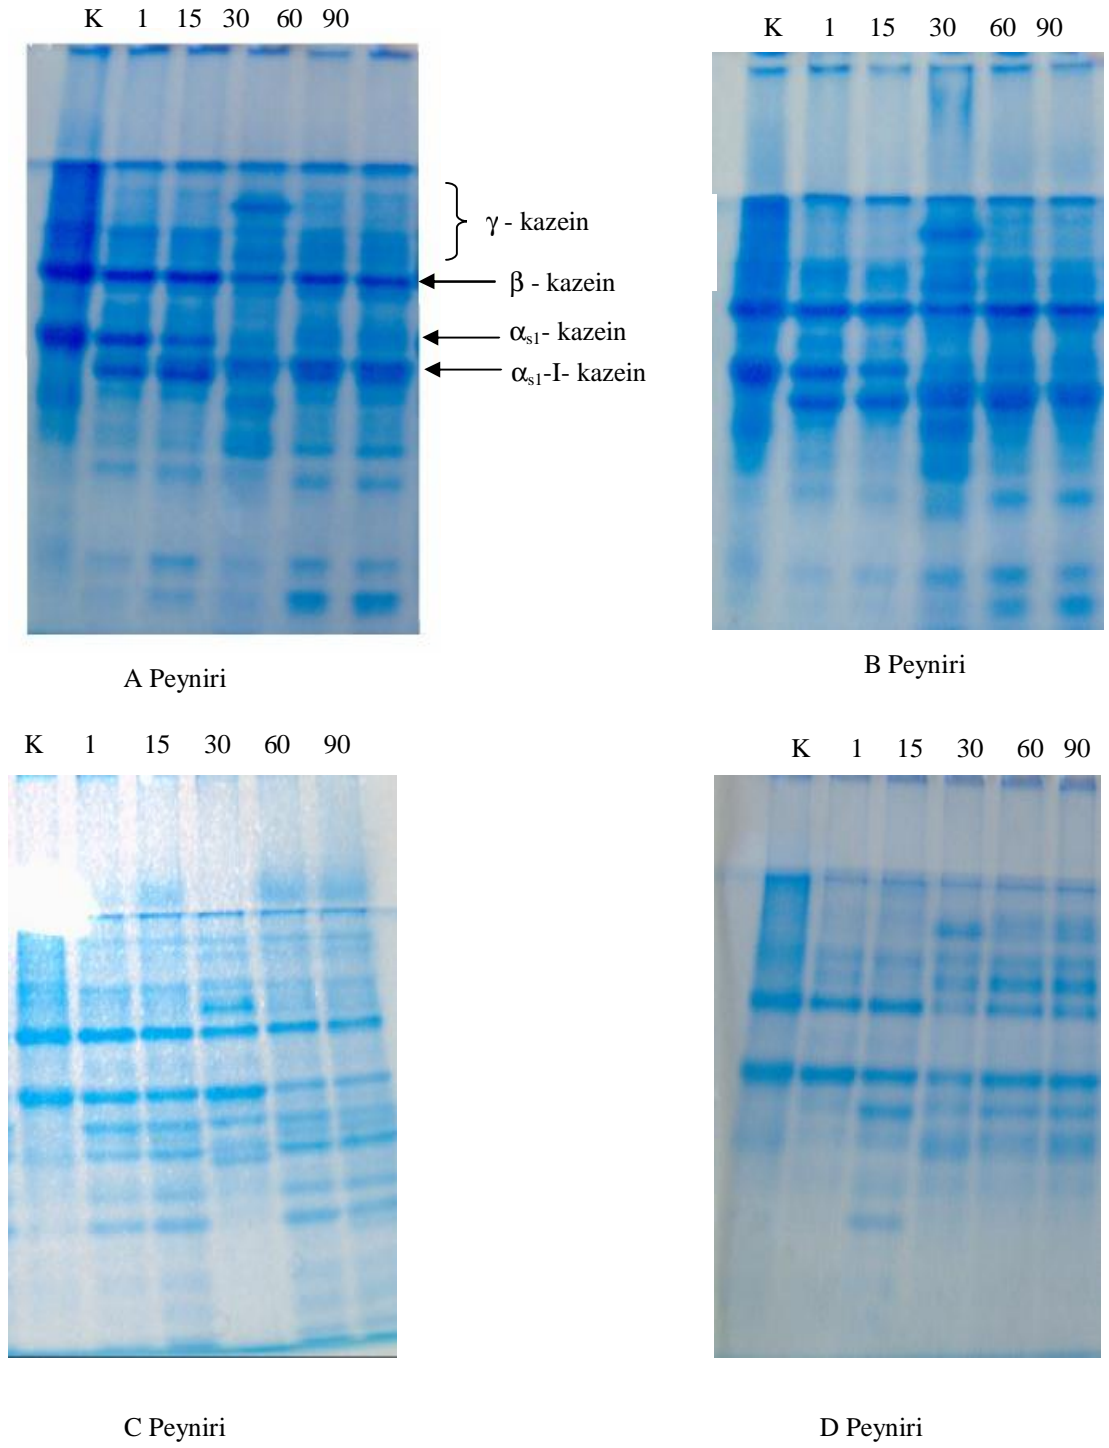 K 1 15 30 60 90
K 1 15 30 60 90
γ - kazein
β - kazein
αs1- kazein
αs1-I- kazein
A Peyniri
B Peyniri
K 1 15 30 60 90
K 1 15 30 60 90
C Peyniri
D Peyniri